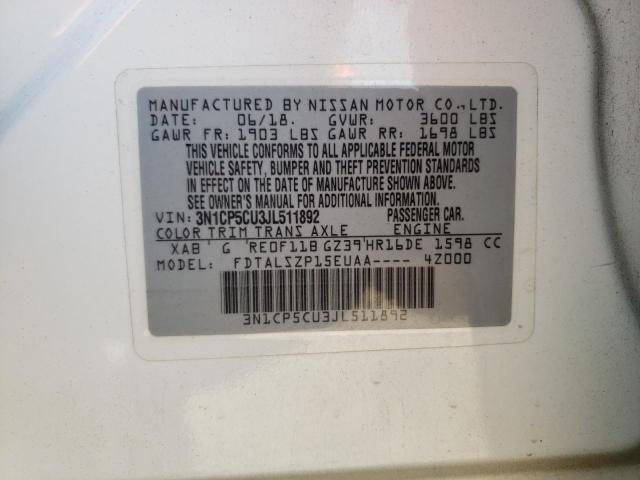 MANUFACTURED BY NISSAN MOTOR CO.,LTD.
DATE: 06/18. GVWR: 3600 LBS
GAWR FR: 1903 LBS GAWR RR: 1698 LBS
THIS VEHICLE CONFORMS TO ALL APPLICABLE FEDERAL MOTOR
VEHICLE SAFETY, BUMPER AND THEFT PREVENTION STANDARDS
IN EFFECT ON THE DATE OF MANUFACTURE SHOWN ABOVE.
SEE OWNER'S MANUAL FOR ADDITIONAL INFORMATION.
VIN: 3N1CP5CU3JL511892 PASSENGER CAR.
COLOR TRIM TRANS AXLE ENGINE
XAB G RE0F11B GZ39 HR16DE 1598 CC
MODEL: FDTALSZP15EUAA---- 4Z000
3N1CP5CU3JL511892